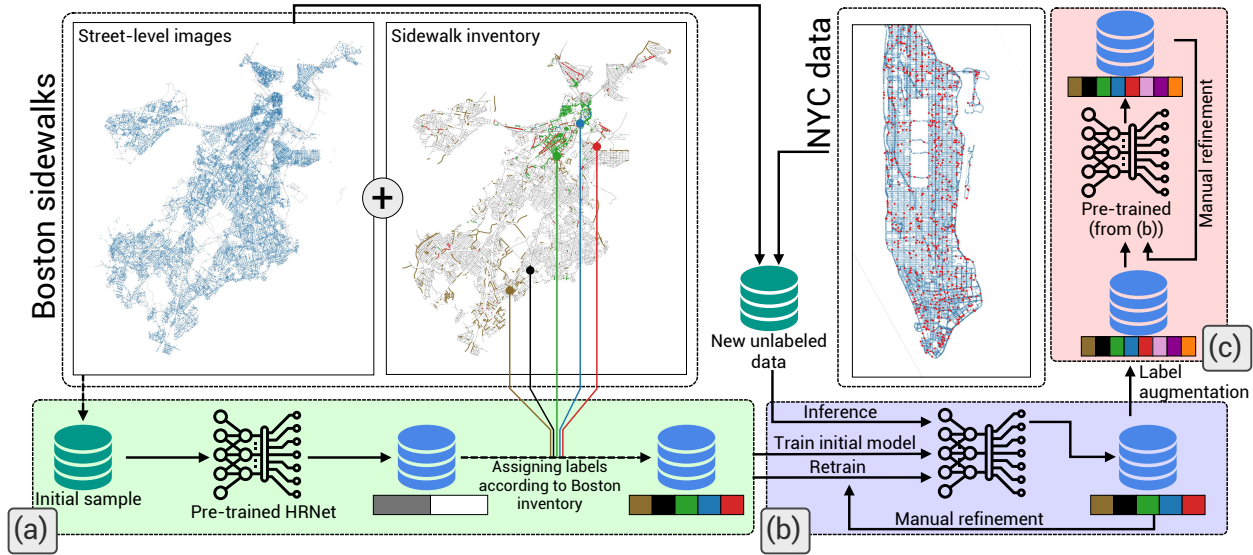 Boston sidewalks
Street-level images
Sidewalk inventory
+
NYC data
New unlabeled
data
Manual refinement
Pre-trained
(from (b))
(c)
Label
augmentation
Initial sample
Pre-trained HRNet
Assigning labels
according to Boston
inventory
(a)
Inference
Train initial model
Retrain
Manual refinement
(b)